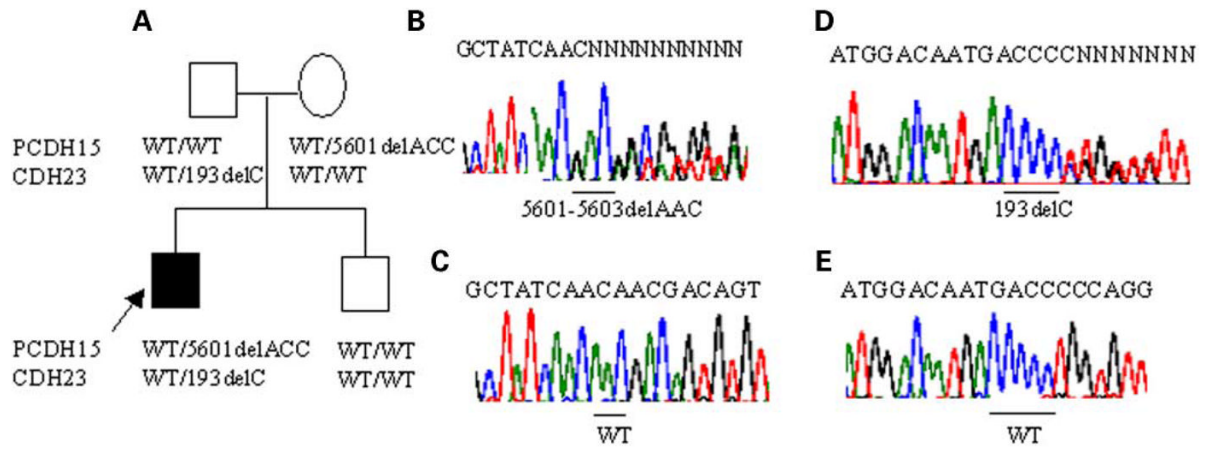 A
PCDH15 WT/WT WT/5601delACC
CDH23 WT/193delC WT/WT
PCDH15 WT/5601delACC WT/WT
CDH23 WT/193delC WT/WT
B
GCTATCAACNNNNNNNNNNN
5601-5603delAAC
C
GCTATCAACAACGACAGT
WT
D
ATGGACAATGACCCCNNNNNNN
193delC
E
ATGGACAATGACCCCCAGG
WT